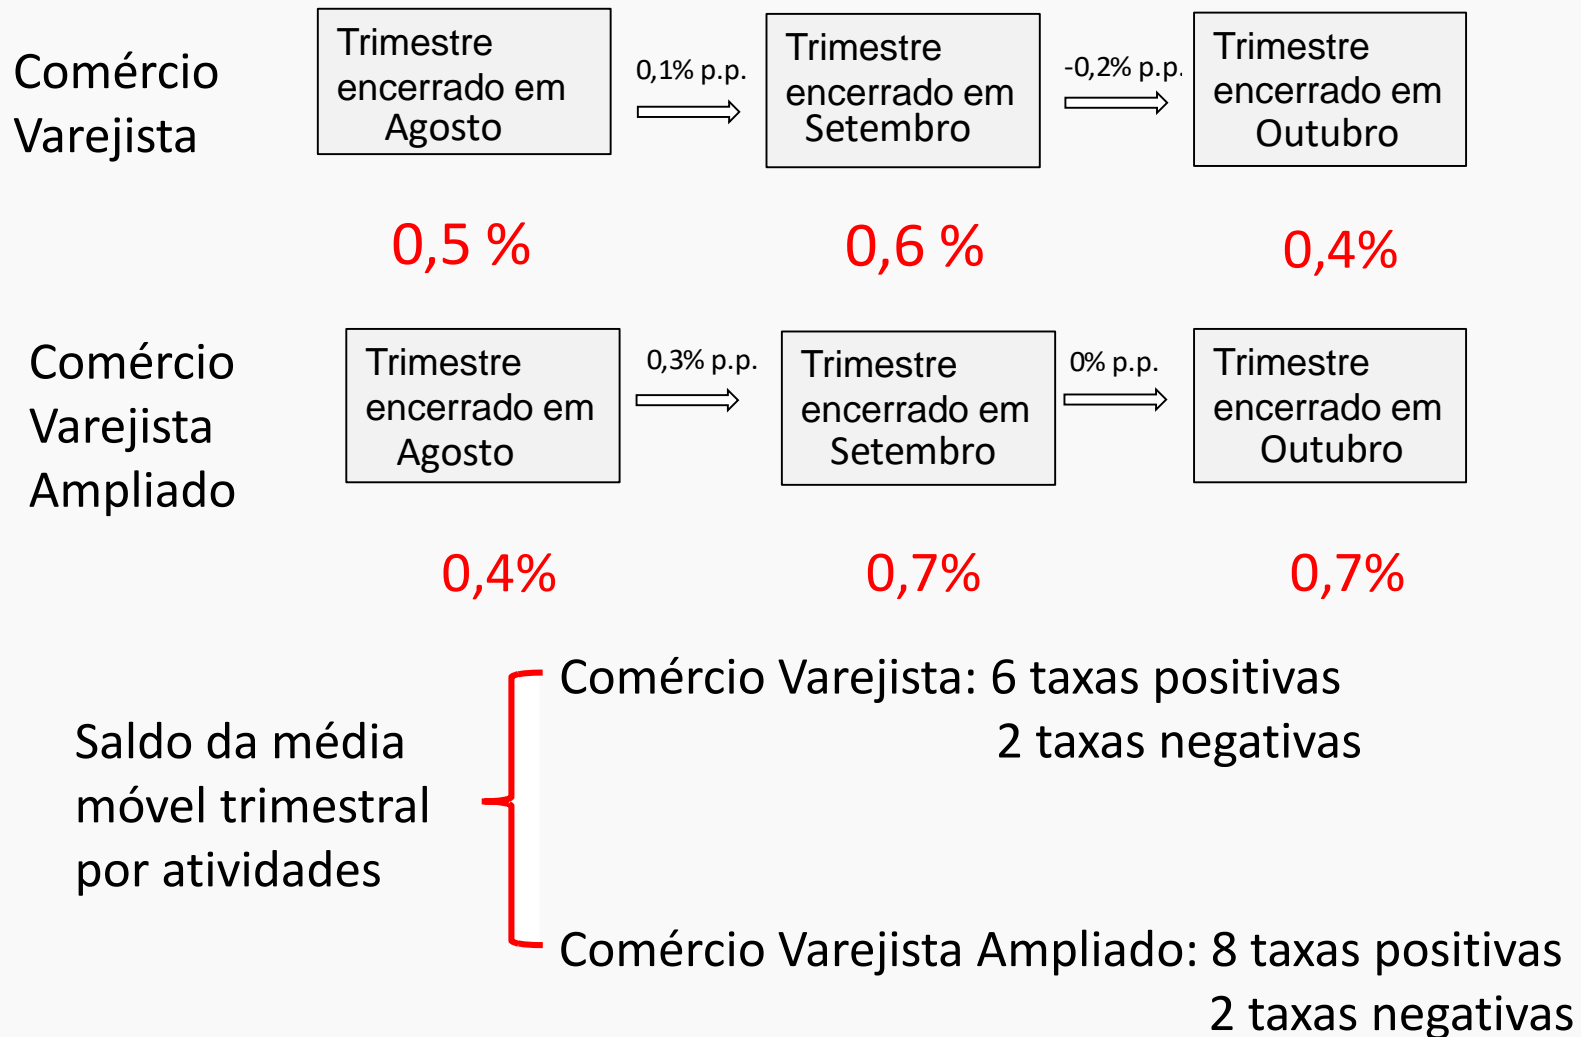 Comércio
Varejista
Trimestre
encerrado em
Agosto
0,1% p.p.
Trimestre
encerrado em
Setembro
-0,2% p.p.
Trimestre
encerrado em
Outubro
0,5 %
0,6 %
0,4%
Comércio
Varejista
Ampliado
Trimestre
encerrado em
Agosto
0,3% p.p.
Trimestre
encerrado em
Setembro
0% p.p.
Trimestre
encerrado em
Outubro
0,4%
0,7%
0,7%
Saldo da média
móvel trimestral
por atividades
Comércio Varejista: 6 taxas positivas
2 taxas negativas
Comércio Varejista Ampliado: 8 taxas positivas
2 taxas negativas